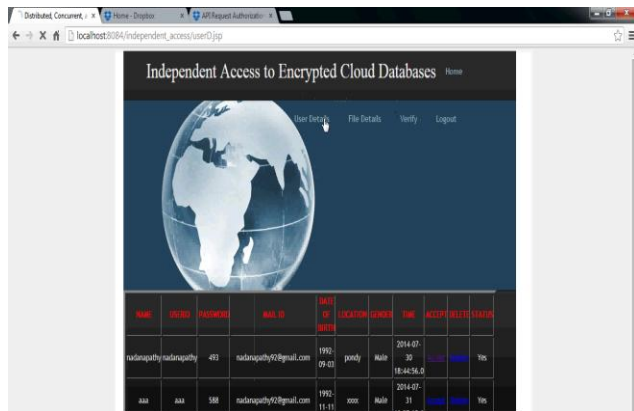 Distributed, Concurrent, a
Home - Dropbox
API Request Authorization
localhost:8084/independent_access/userD.jsp
Independent Access to Encrypted Cloud Databases
Home
User Details File Details Verify Logout
NAME USERID PASSWORD MAIL ID DATE OF BIRTH LOCATION GENDER TIME ACCEPT DELETE STATUS
nadanapathy nadanapathy 493 nadanapathy92@gmail.com 1992-09-03 pondy Male 2014-07-30 18:44:56.0 Yes
aaa aaa 588 nadanapathy92@gmail.com 1992-11-11 xxxx Male 2014-07-31 Yes